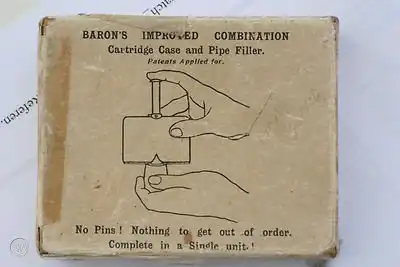 BARON'S IMPROVED COMBINATION
Cartridge Case and Pipe Filler.
Patents Applied for.
No Pins! Nothing to get out of order.
Complete in a Single unit!